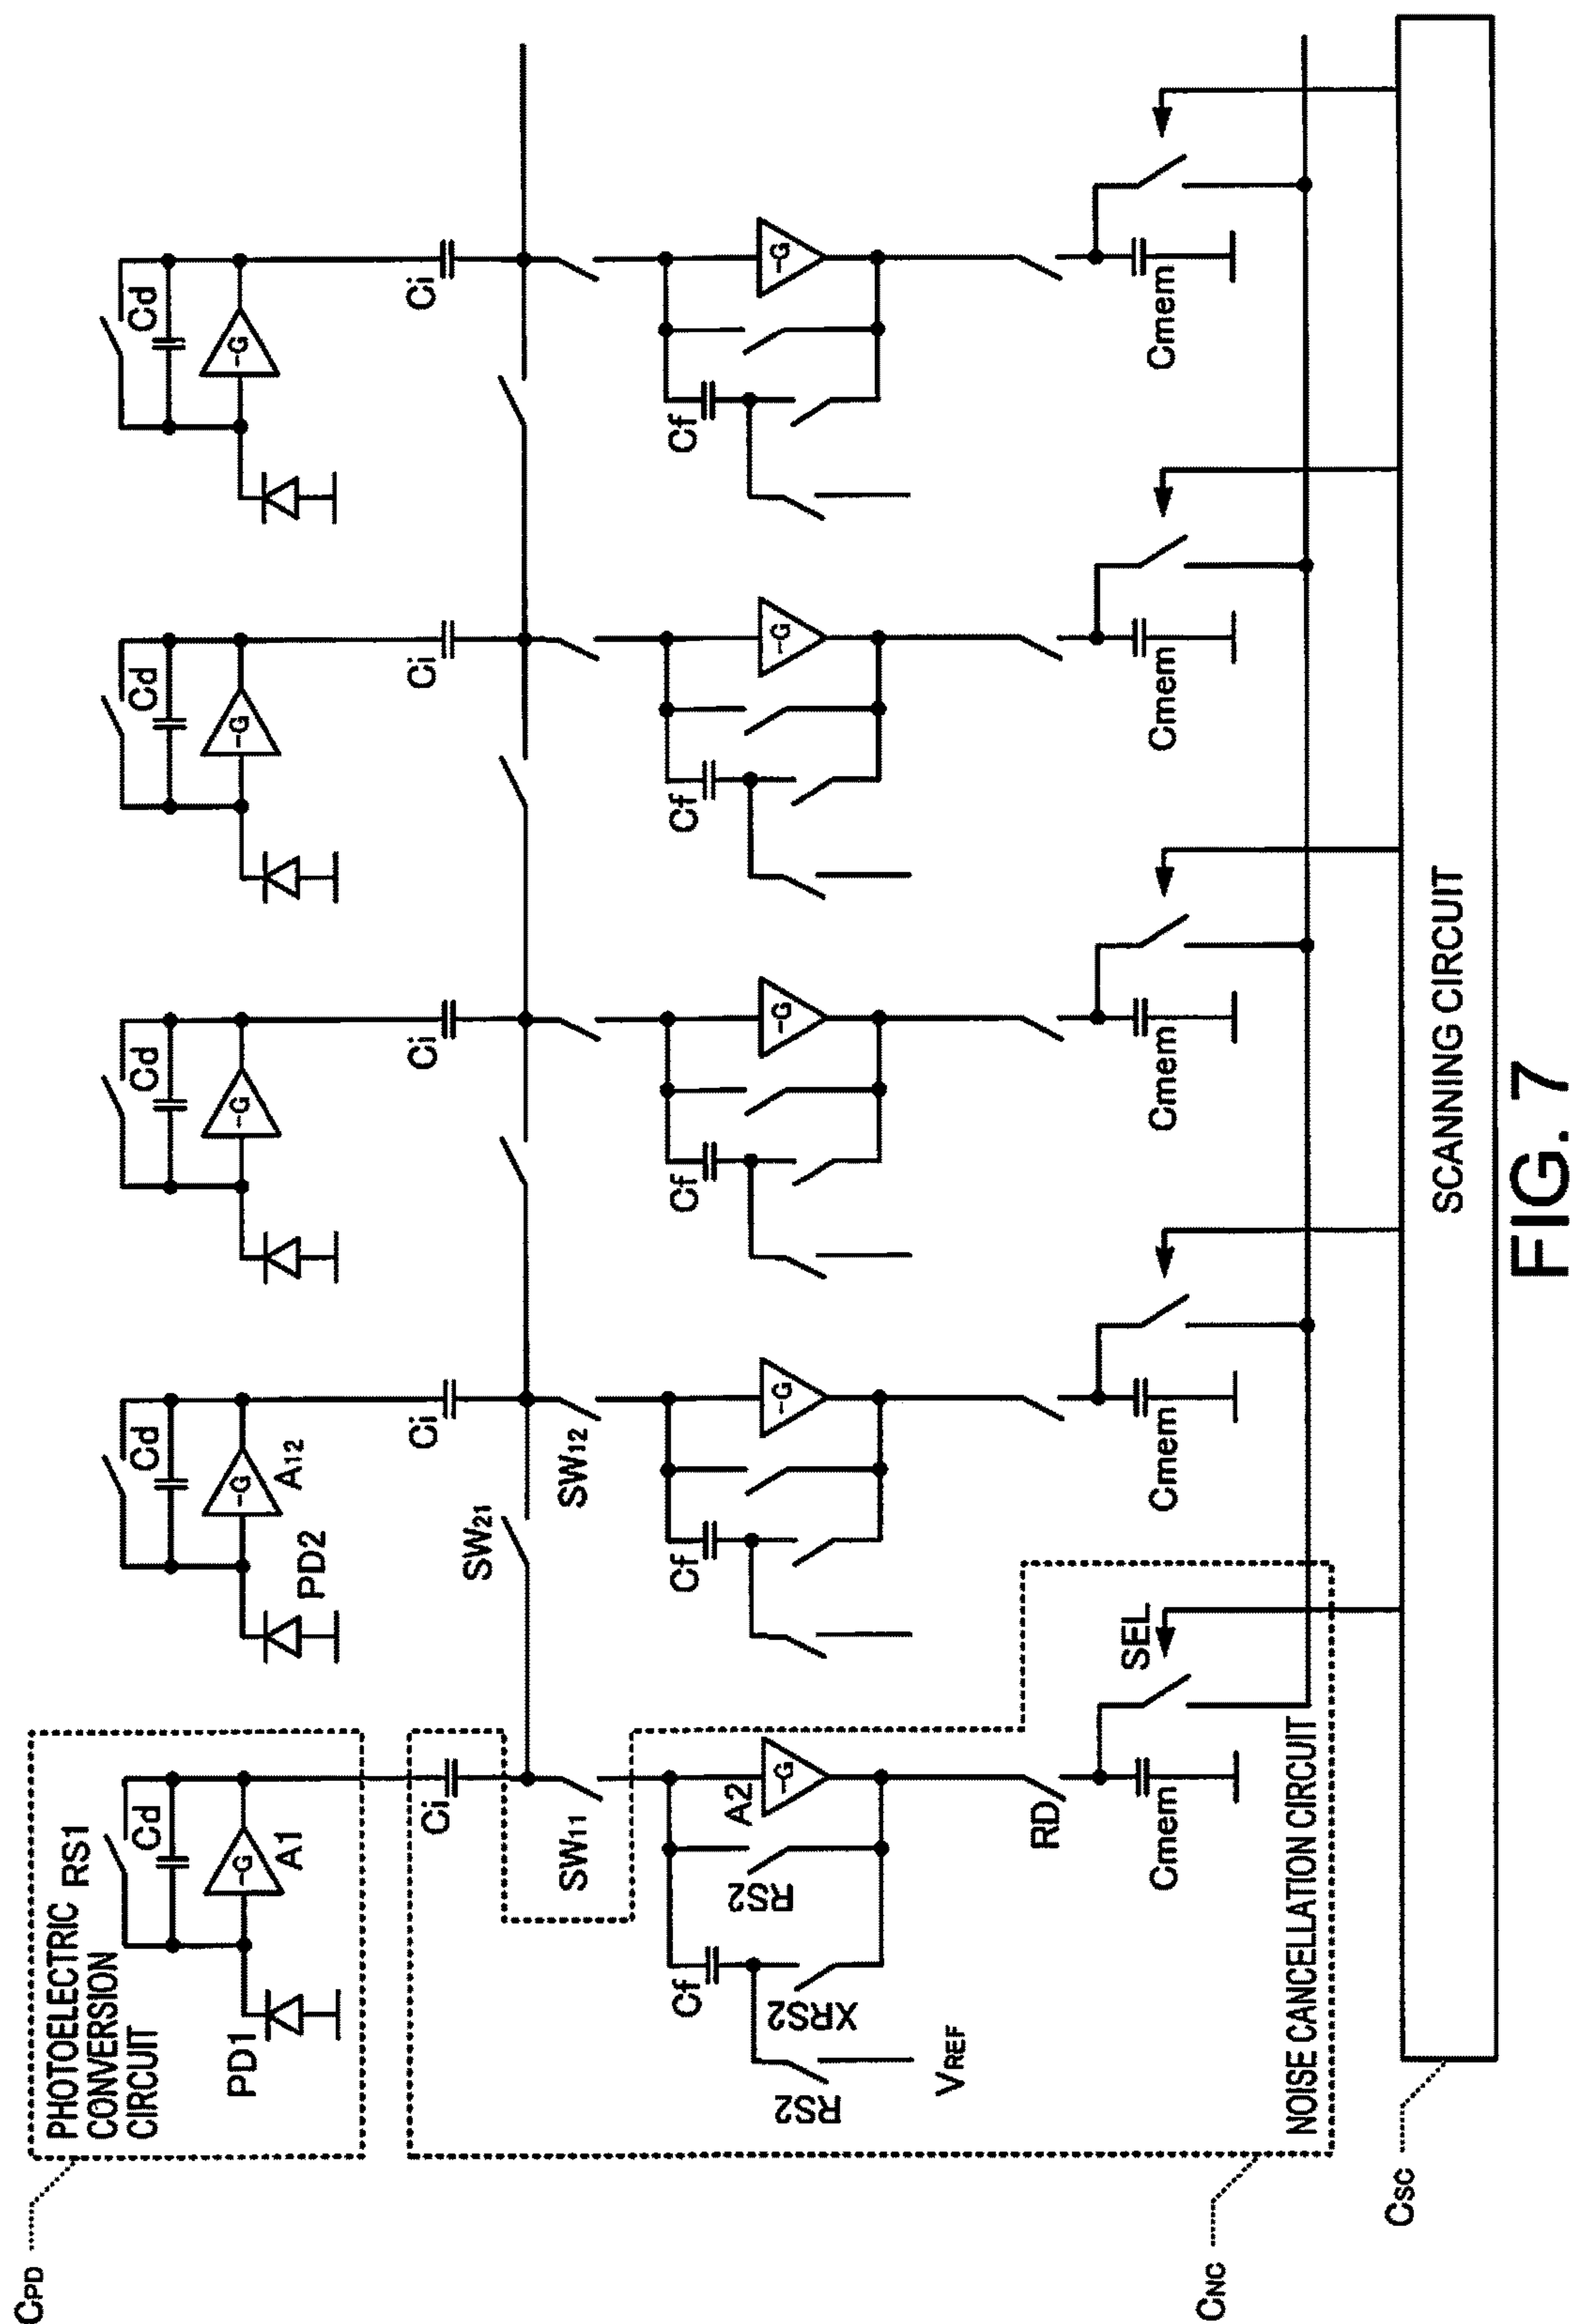 CPD
PHOTOELECTRIC
CONVERSION
CIRCUIT
RS1
Cd
-G
A1
PD1
Cd
-G
A12
PD2
Cd
-G
Cd
-G
Cd
-G
Ci
Ci
Ci
Ci
Ci
SW11
SW21
SW12
Cf
RS2
XRS2
RS2
VREF
A2
-G
Cf
-G
Cf
-G
Cf
-G
Cf
-G
RD
SEL
Cmem
Cmem
Cmem
Cmem
Cmem
NOISE CANCELLATION CIRCUIT
CNC
SCANNING CIRCUIT
CSC
FIG. 7